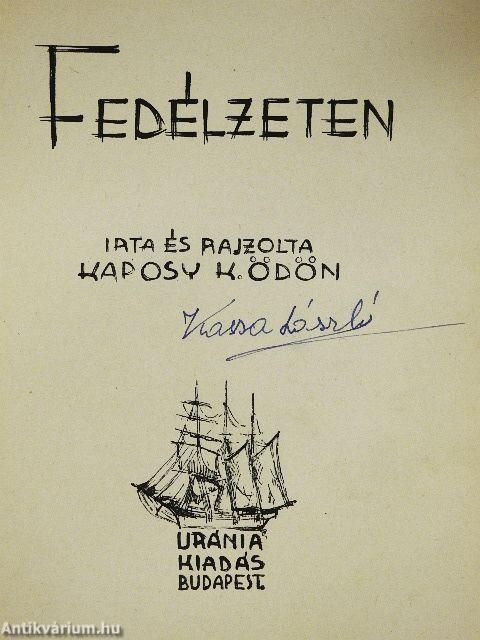 FEDÉLZETEN
IRTA ÉS RAJZOLTA
KAPOSY K. ÖDÖN
Kassa László
URÁNIA
KIADÁS
BUDAPEST.
Antikvárium.hu